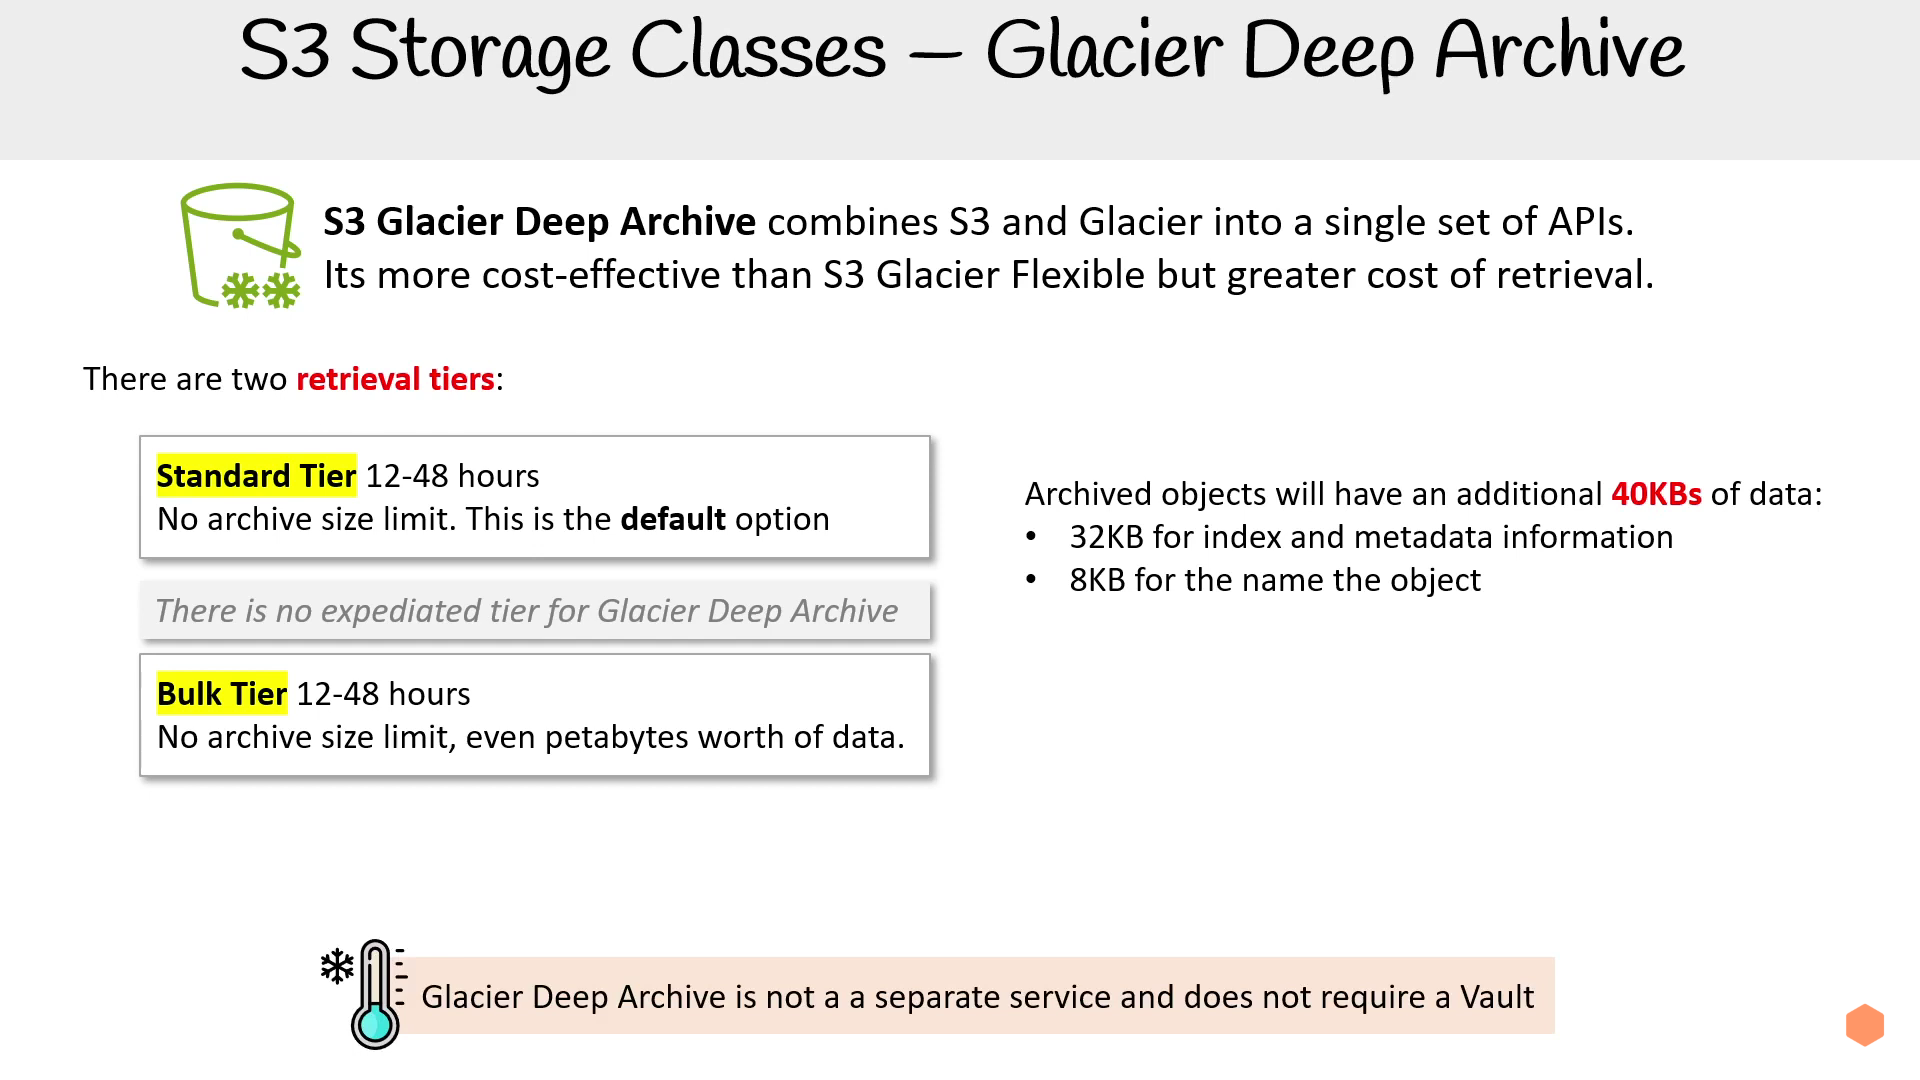 S3 Storage Classes – Glacier Deep Archive
S3 Glacier Deep Archive combines S3 and Glacier into a single set of APIs.
Its more cost-effective than S3 Glacier Flexible but greater cost of retrieval.
There are two retrieval tiers:
Standard Tier 12-48 hours
No archive size limit. This is the default option
There is no expediated tier for Glacier Deep Archive
Bulk Tier 12-48 hours
No archive size limit, even petabytes worth of data.
Archived objects will have an additional 40KBs of data:
• 32KB for index and metadata information
• 8KB for the name the object
Glacier Deep Archive is not a a separate service and does not require a Vault